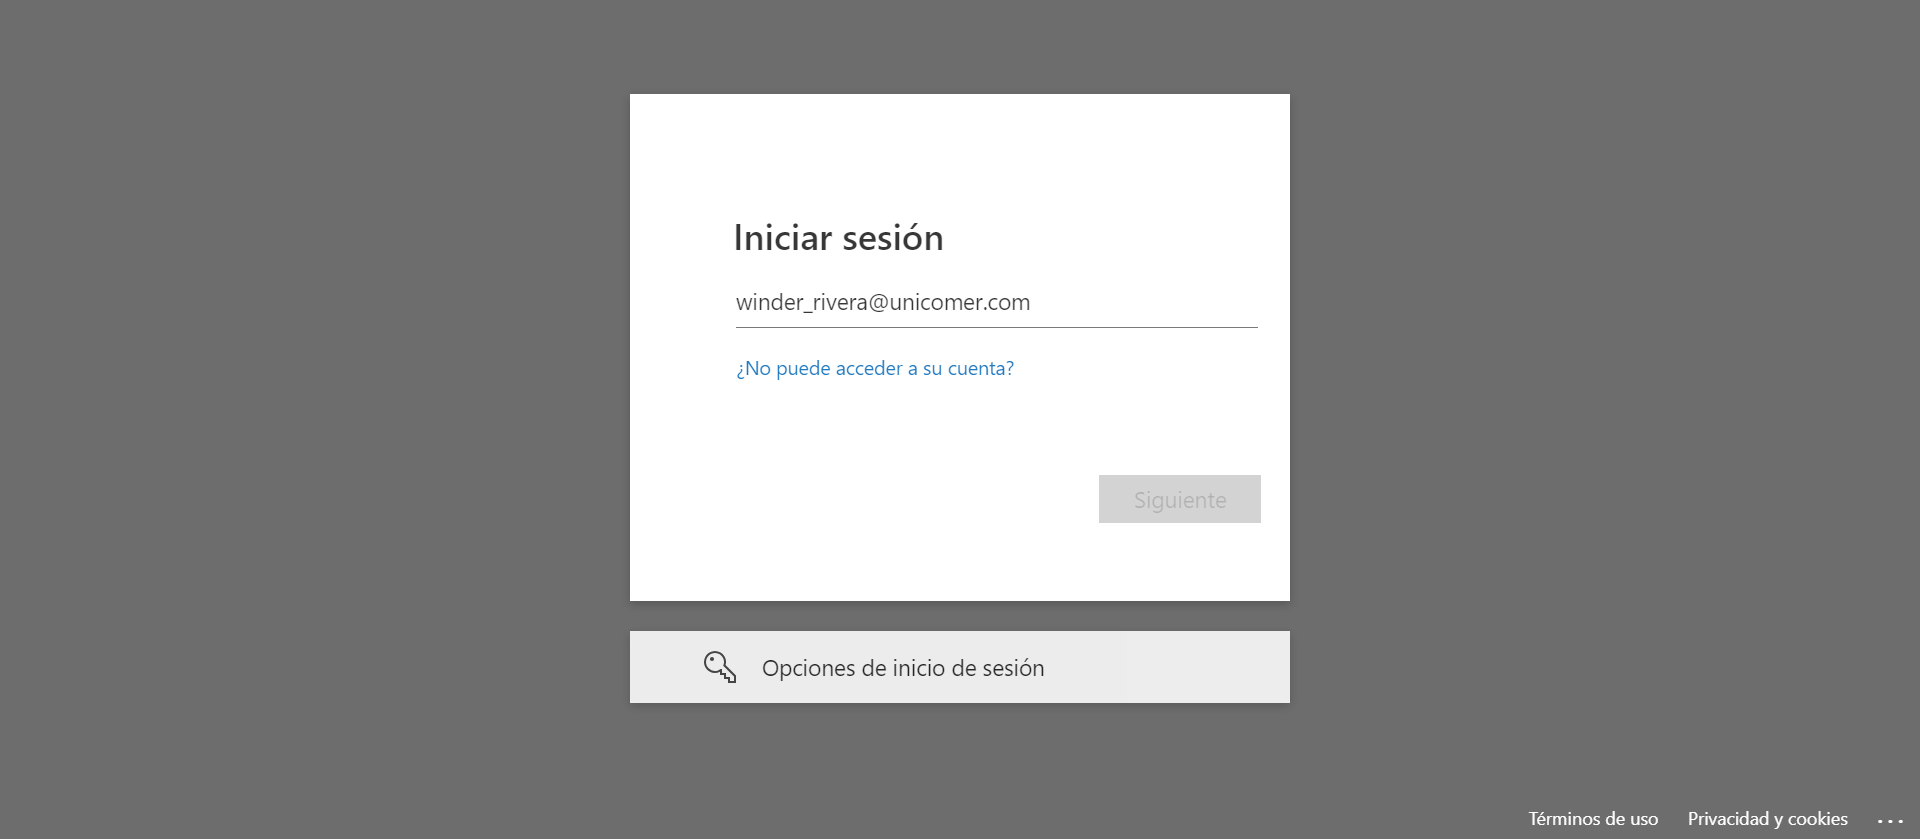 Iniciar sesión
winder_rivera@unicomer.com
¿No puede acceder a su cuenta?
Siguiente
Opciones de inicio de sesión
Términos de uso
Privacidad y cookies
...